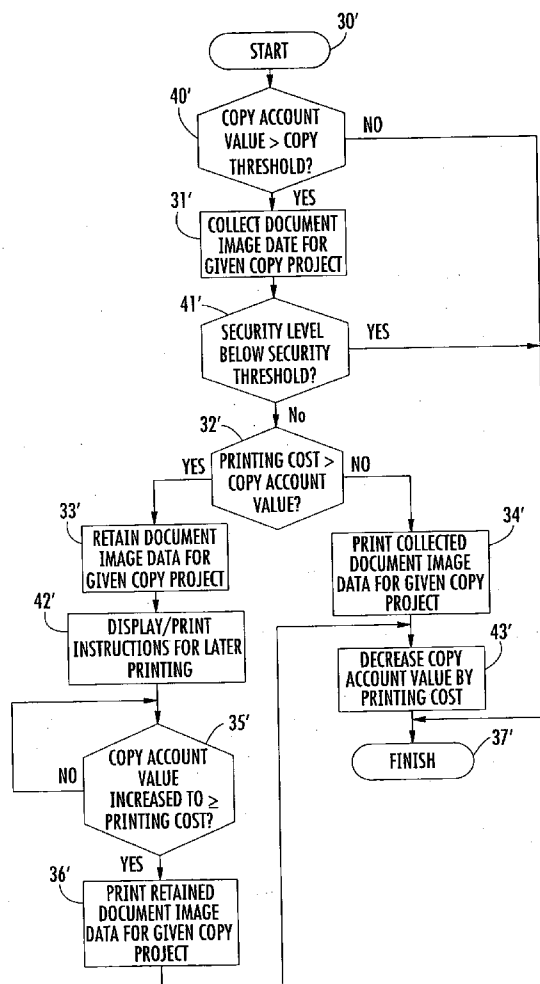 30'
START
40'
COPY ACCOUNT
VALUE > COPY
THRESHOLD?
NO
YES
31'
COLLECT DOCUMENT
IMAGE DATE FOR
GIVEN COPY PROJECT
41'
SECURITY LEVEL
BELOW SECURITY
THRESHOLD?
YES
No
32'
PRINTING COST >
COPY ACCOUNT
VALUE?
YES
NO
33'
RETAIN DOCUMENT
IMAGE DATA FOR
GIVEN COPY PROJECT
34'
PRINT COLLECTED
DOCUMENT IMAGE
DATA FOR GIVEN COPY
PROJECT
42'
DISPLAY/PRINT
INSTRUCTIONS FOR LATER
PRINTING
43'
DECREASE COPY
ACCOUNT VALUE BY
PRINTING COST
35'
COPY ACCOUNT
VALUE
INCREASED TO ≥
PRINTING COST?
NO
YES
FINISH
37'
36'
PRINT RETAINED
DOCUMENT IMAGE
DATA FOR GIVEN COPY
PROJECT